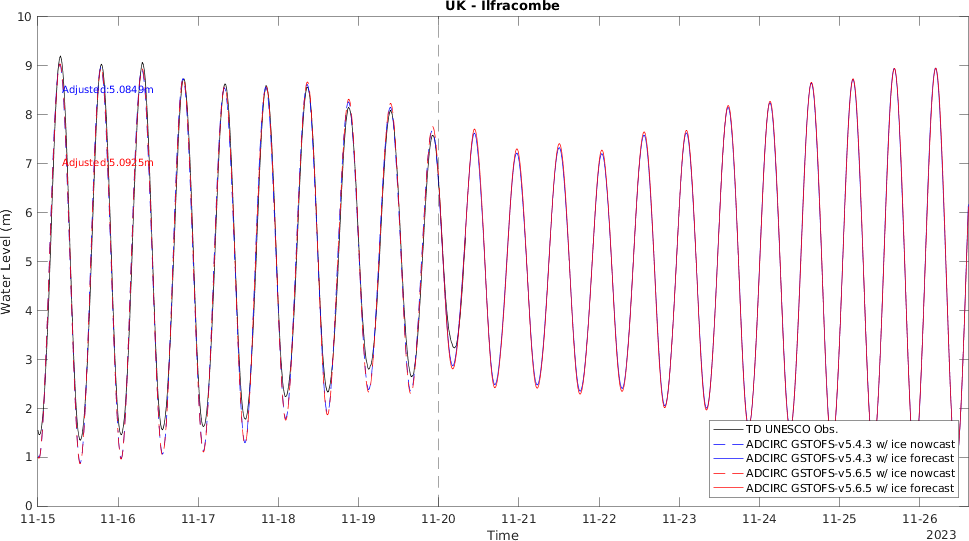 UK - Ilfracombe
10
9
8
7
6
5
4
3
2
1
0
Water Level (m)
Adjusted:5.0849m
Adjusted:5.0925m
TD UNESCO Obs.
ADCIRC GSTOFS-v5.4.3 w/ ice nowcast
ADCIRC GSTOFS-v5.4.3 w/ ice forecast
ADCIRC GSTOFS-v5.6.5 w/ ice nowcast
ADCIRC GSTOFS-v5.6.5 w/ ice forecast
11-15 11-16 11-17 11-18 11-19 11-20 11-21 11-22 11-23 11-24 11-25 11-26
Time
2023